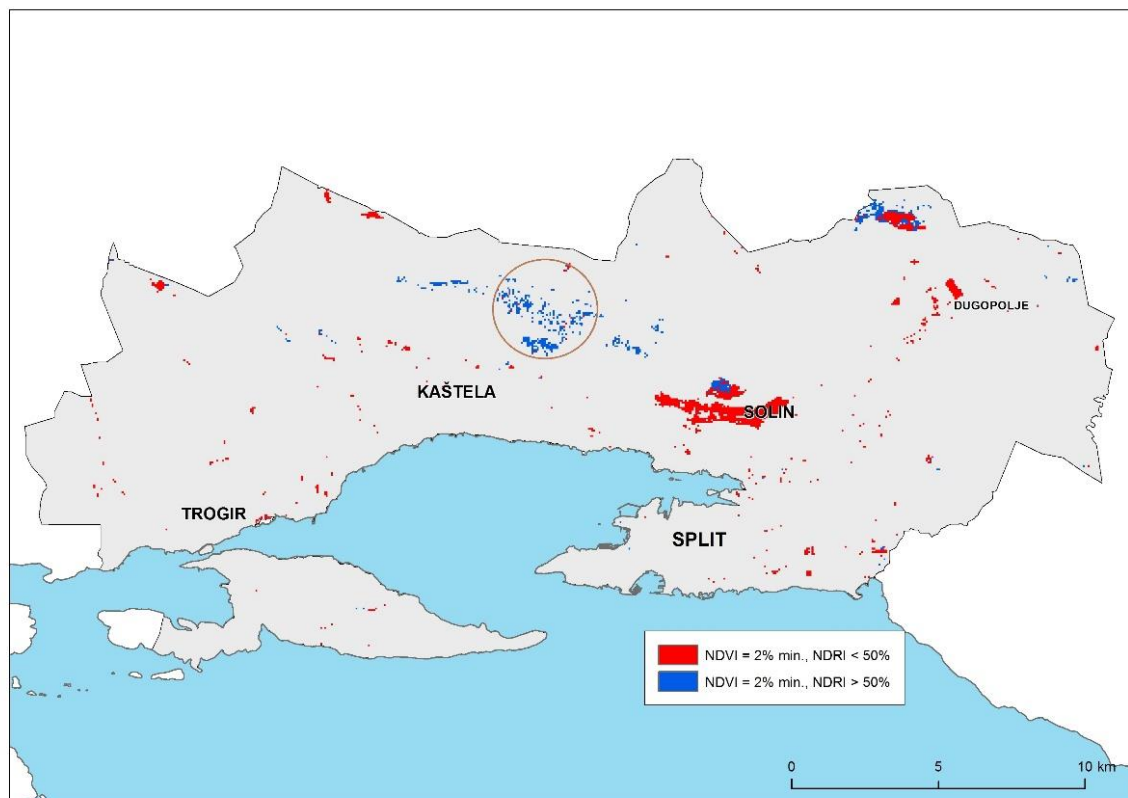 DUGOPOLJE
KAŠTELA
SOLIN
TROGIR
SPLIT
NDVI = 2% min., NDRI < 50%
NDVI = 2% min., NDRI > 50%
0 5 10 km